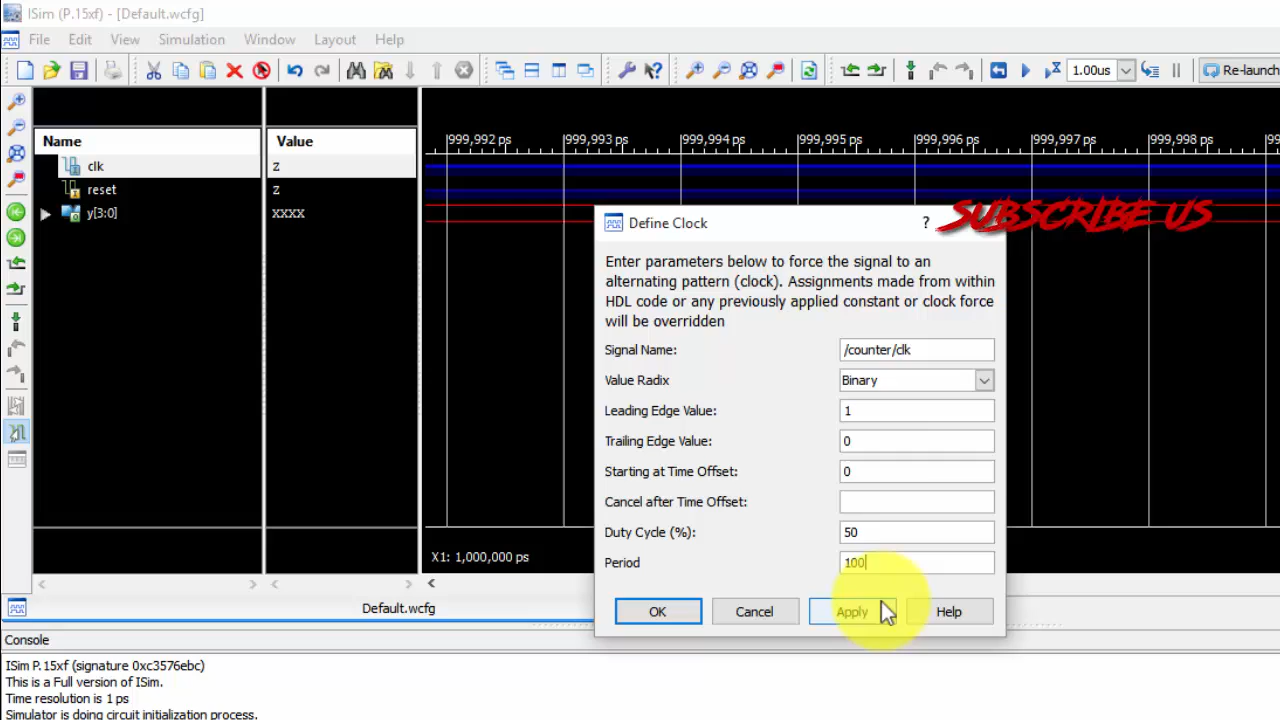 ISim (P.15xf) - [Default.wcfg]
File Edit View Simulation Window Layout Help
1.00us Re-launch
Name Value
999,992 ps 999,993 ps 999,994 ps 999,995 ps 999,996 ps 999,997 ps 999,998 ps
clk z
reset z
y[3:0] xxxx
SUBSCRIBE US
Define Clock ?
Enter parameters below to force the signal to an
alternating pattern (clock). Assignments made from within
HDL code or any previously applied constant or clock force
will be overridden
Signal Name: /counter/clk
Value Radix Binary
Leading Edge Value: 1
Trailing Edge Value: 0
Starting at Time Offset: 0
Cancel after Time Offset:
Duty Cycle (%): 50
Period 100
OK Cancel Apply Help
X1: 1,000,000 ps
Default.wcfg
Console
ISim P.15xf (signature 0xc3576ebc)
This is a Full version of ISim.
Time resolution is 1 ps
Simulator is doing circuit initialization process.